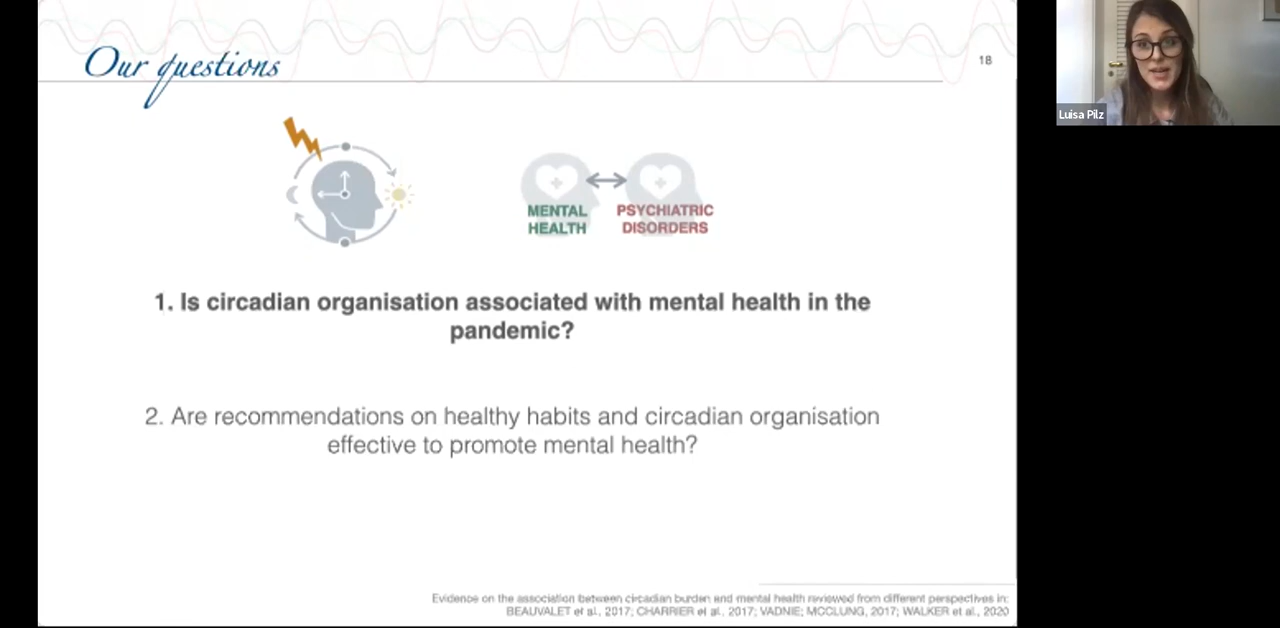 Our questions
18
MENTAL
HEALTH
PSYCHIATRIC
DISORDERS
1. Is circadian organisation associated with mental health in the
pandemic?
2. Are recommendations on healthy habits and circadian organisation
effective to promote mental health?
Evidence on the association between circadian burden and mental health reviewed from different perspectives in:
BEAUVALET et al., 2017; CHARRIER et al., 2017; VADNIE; MCCLUNG, 2017; WALKER et al., 2020
Luisa Pilz